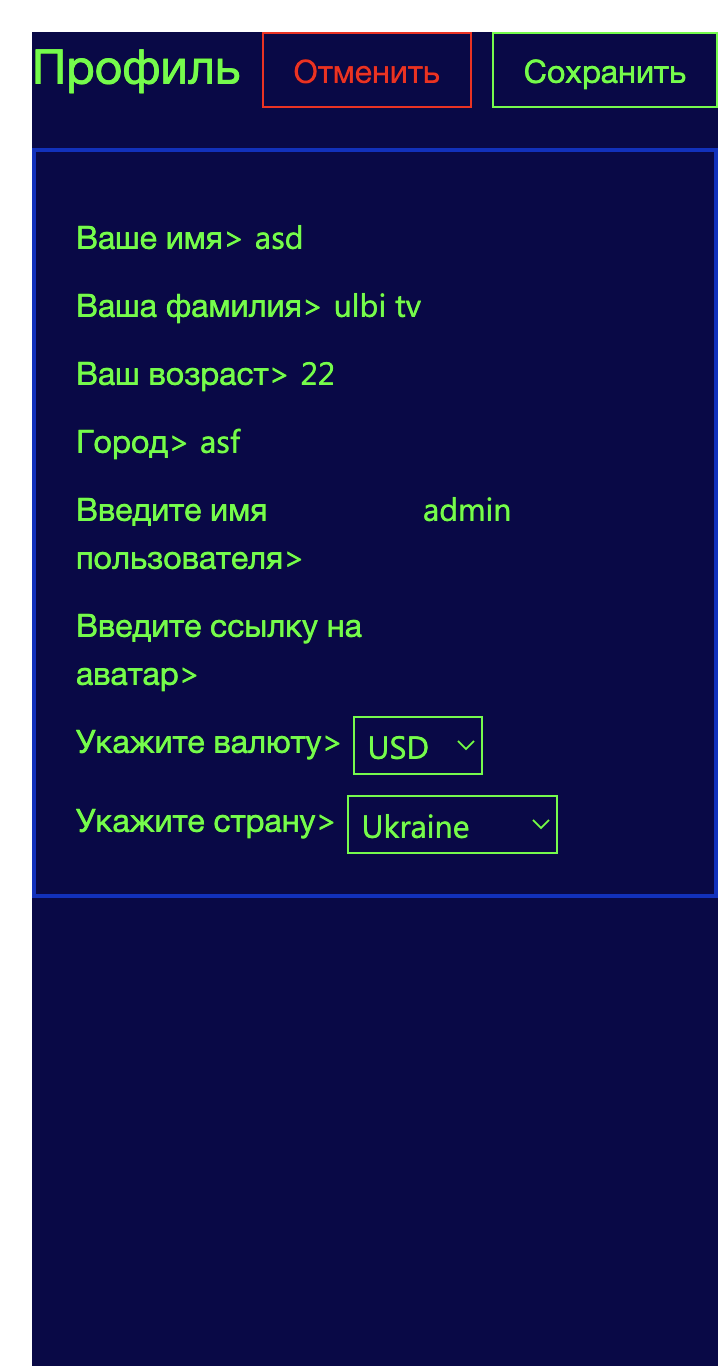 Профиль Отменить Сохранить
Ваше имя> asd
Ваша фамилия> ulbi tv
Ваш возраст> 22
Город> asf
Введите имя admin
пользователя>
Введите ссылку на
аватар>
Укажите валюту> USD
Укажите страну> Ukraine